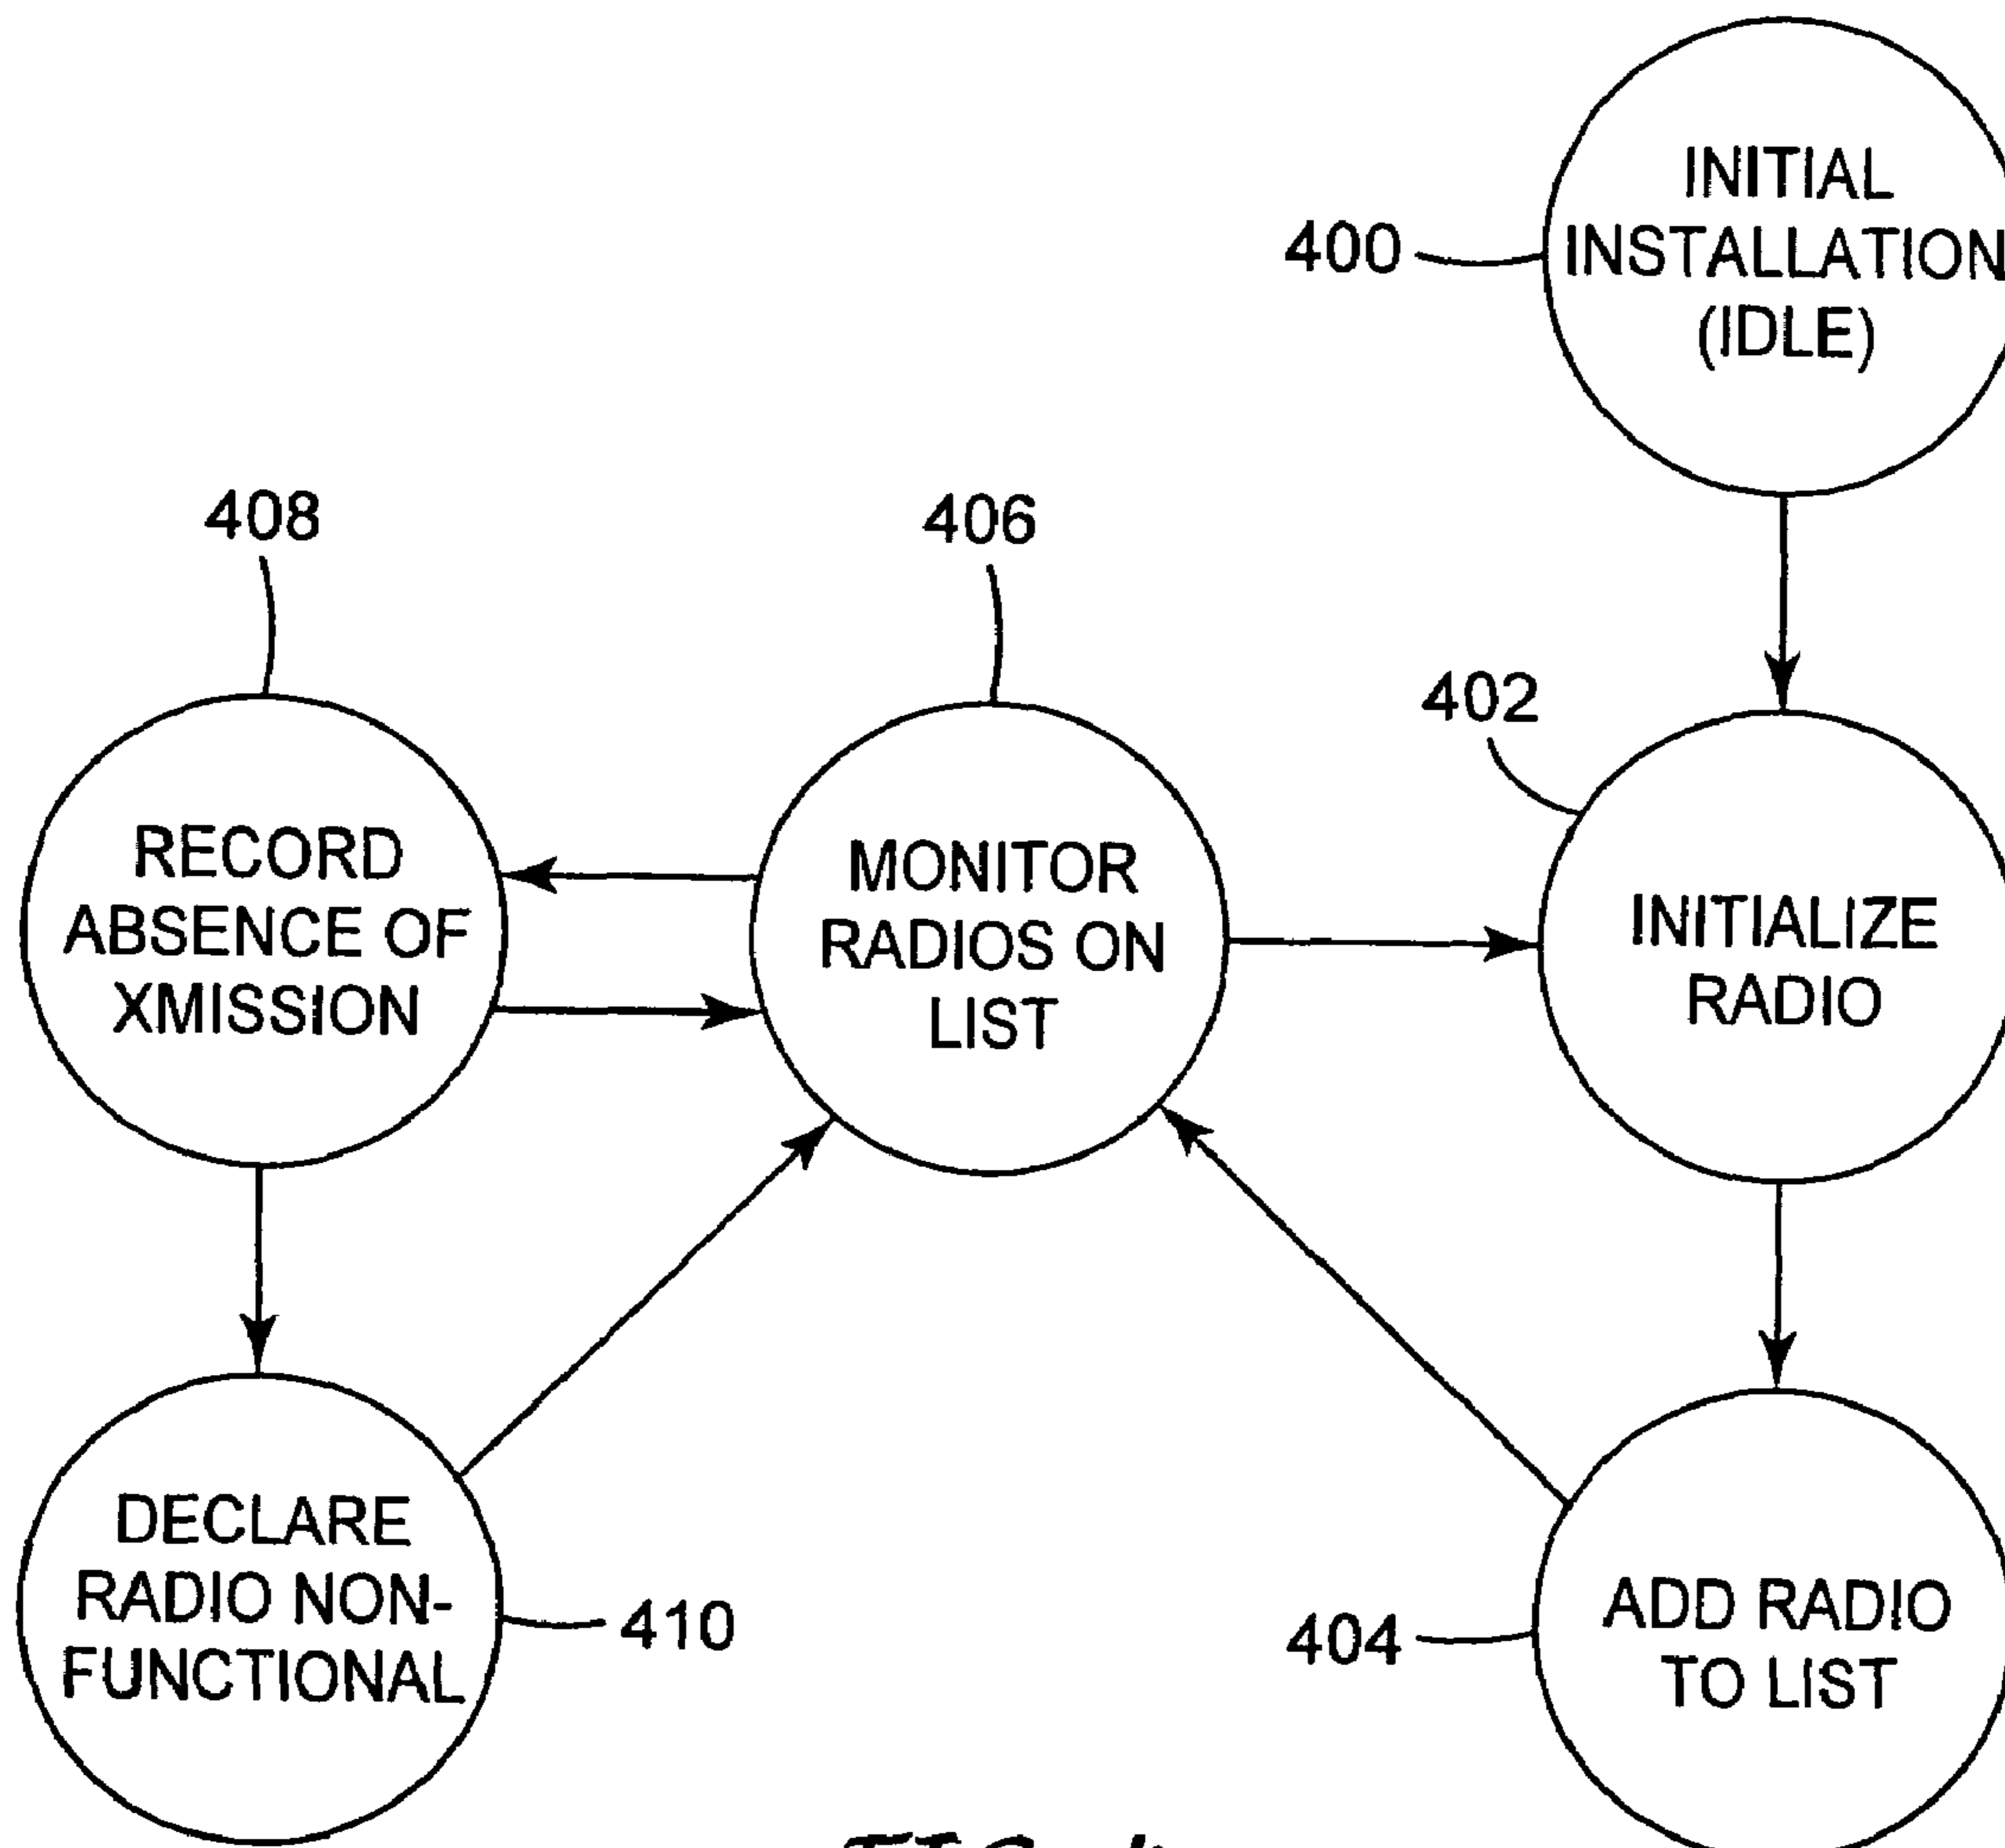 INITIAL
INSTALLATION
(IDLE)
400
408
406
402
RECORD
ABSENCE OF
XMISSION
MONITOR
RADIOS ON
LIST
INITIALIZE
RADIO
DECLARE
RADIO NON-
FUNCTIONAL
410
404
ADD RADIO
TO LIST